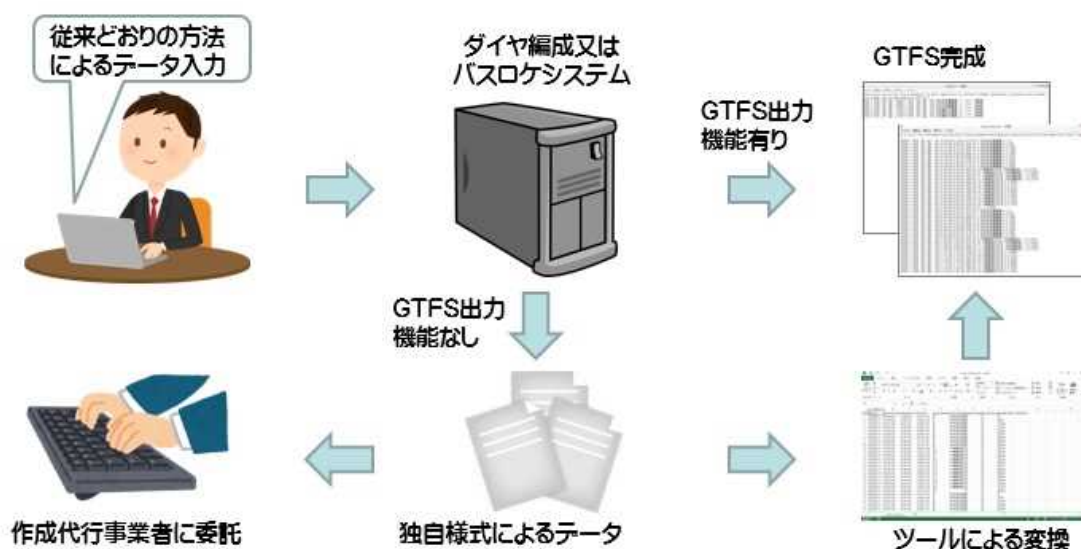 従来どおりの方法
によるデータ入力
ダイヤ編成又は
バスロケシステム
GTFS出力
機能有り
GTFS完成
GTFS出力
機能なし
作成代行事業者に委託
独自様式によるデータ
ツールによる変換